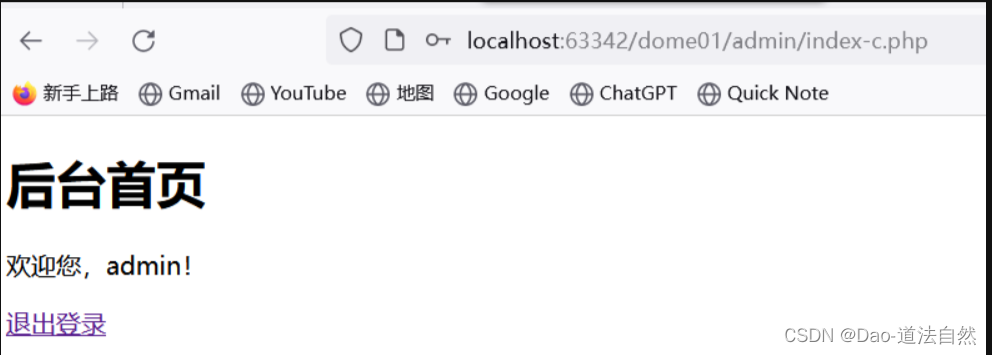 localhost:63342/dome01/admin/index-c.php
新手上路 Gmail YouTube 地图 Google ChatGPT Quick Note
后台首页
欢迎您，admin！
退出登录
CSDN @Dao-道法自然